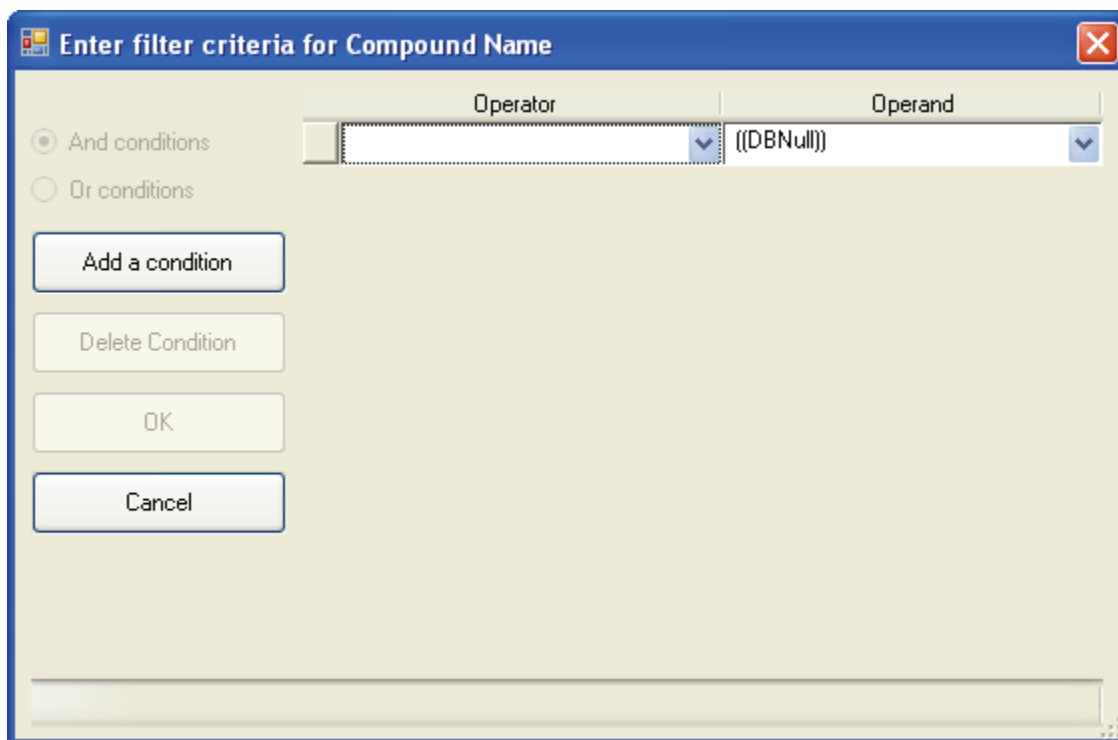 Enter filter criteria for Compound Name
Operator Operand
And conditions
((DBNull))
Or conditions
Add a condition
Delete Condition
OK
Cancel